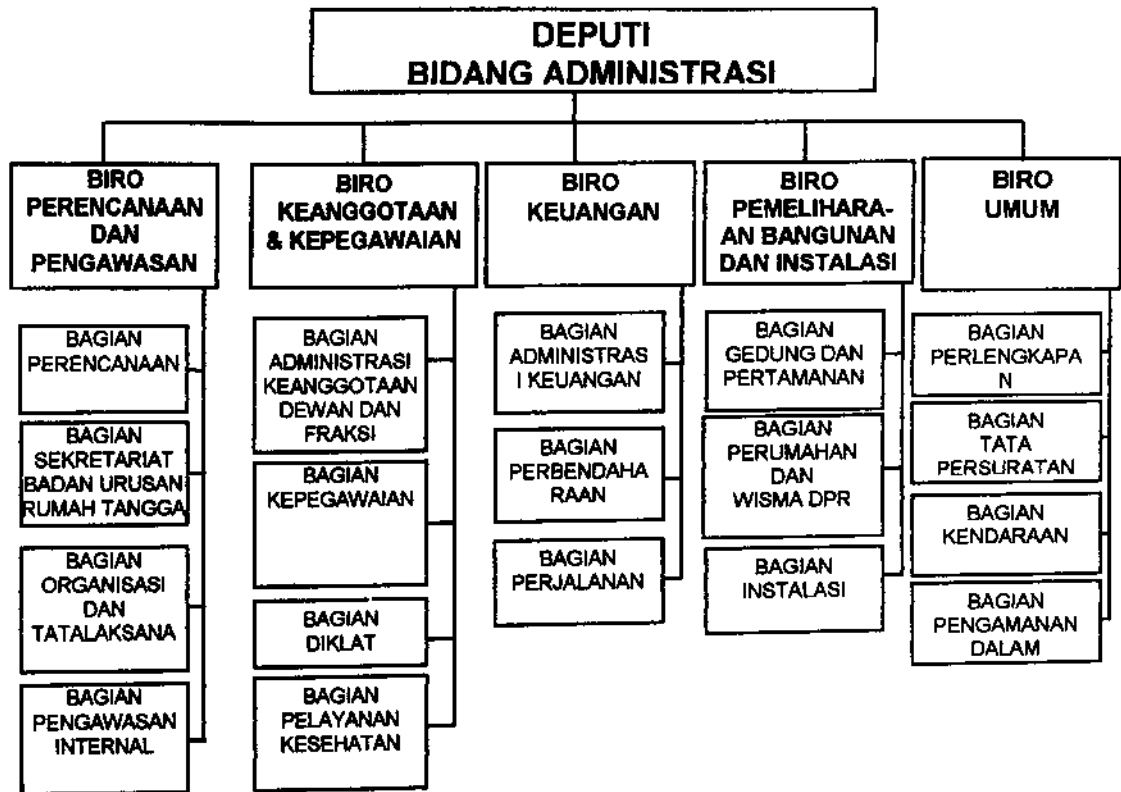 DEPUTI
BIDANG ADMINISTRASI
BIRO
PERENCANAAN
DAN
PENGAWASAN
BAGIAN
PERENCANAAN
BAGIAN
SEKRETARIAT
BADAN URUSAN
RUMAH TANGGA
BAGIAN
ORGANISASI
DAN
TATALAKSANA
BAGIAN
PENGAWASAN
INTERNAL
BIRO
KEANGGOTAAN
& KEPEGAWAIAN
BAGIAN
ADMINISTRASI
KEANGGOTAAN
DEWAN DAN
FRAKSI
BAGIAN
KEPEGAWAIAN
BAGIAN
DIKLAT
BAGIAN
PELAYANAN
KESEHATAN
BIRO
KEUANGAN
BAGIAN
ADMINISTRAS
I KEUANGAN
BAGIAN
PERBENDAHA
RAAN
BAGIAN
PERJALANAN
BIRO
PEMELIHARA-
AN BANGUNAN
DAN INSTALASI
BAGIAN
GEDUNG DAN
PERTAMANAN
BAGIAN
PERUMAHAN
DAN
WISMA DPR
BAGIAN
INSTALASI
BIRO
UMUM
BAGIAN
PERLENGKAPA
N
BAGIAN
TATA
PERSURATAN
BAGIAN
KENDARAAN
BAGIAN
PENGAMANAN
DALAM